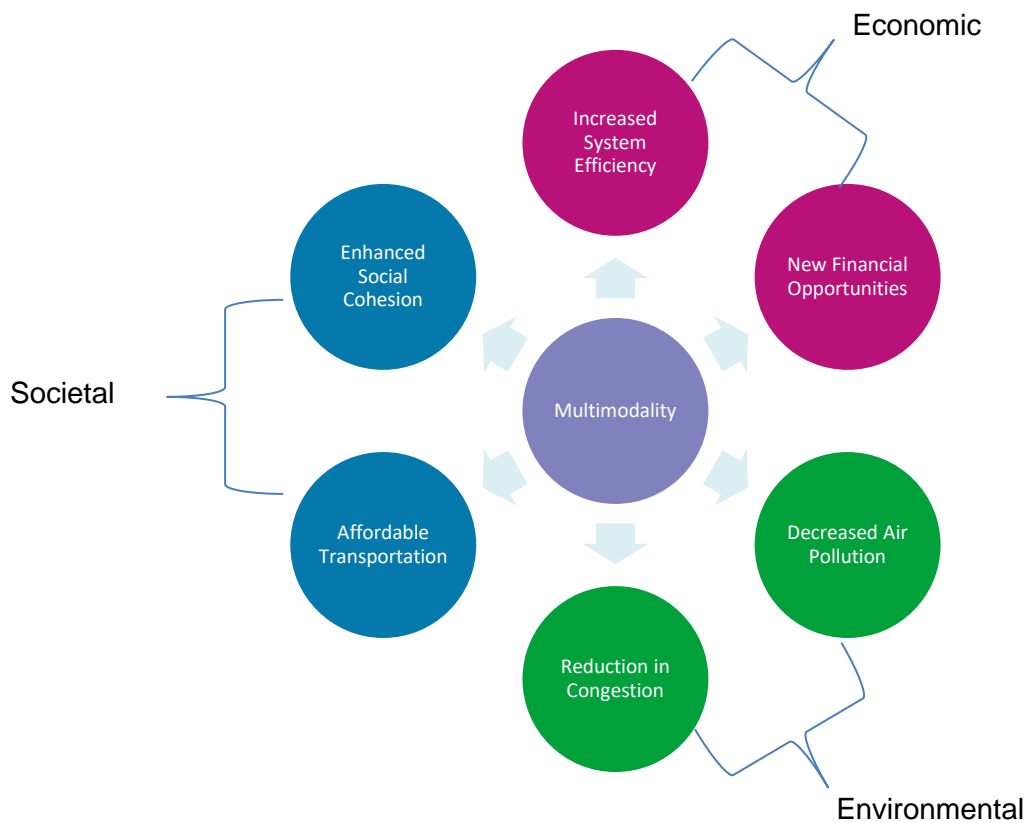 Economic
Increased
System
Efficiency
Enhanced
Social
Cohesion
New Financial
Opportunities
Societal
Multimodality
Affordable
Transportation
Decreased Air
Pollution
Reduction in
Congestion
Environmental